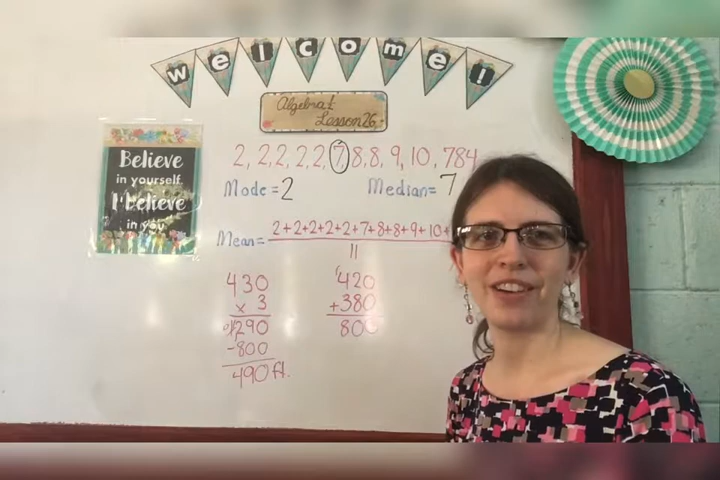 welcome!
Algebra 1
Lesson 26
2, 2, 2, 2, 2, 7, 8, 8, 9, 10, 784
Mode = 2 Median = 7
Mean = 2+2+2+2+2+7+8+8+9+10+
11
430
x 3
1290
-800
490 ft.
1
420
+380
800
Believe
in yourself.
I believe
in you